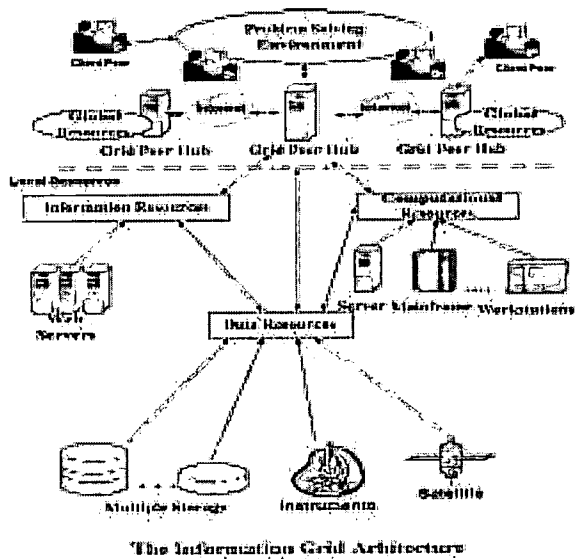 Problem Solving
Environment
Client Peer
Client Peer
Internet
Internet
Global
Resources
Global
Resources
Grid Peer Hub
Grid Peer Hub
Grid Peer Hub
Local Resources
Information Resources
Computational
Resources
Web
Servers
Server Mainframe Workstations
Data Resources
Multiple Storage
Instruments
Satellite
The Information Grid Architecture